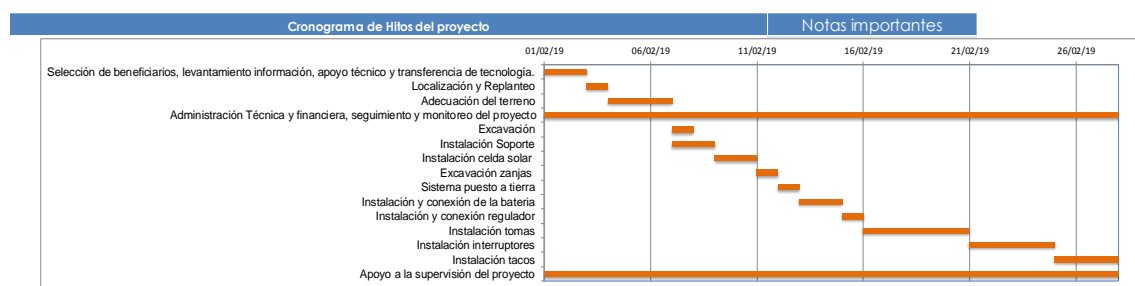 Cronograma de Hitos del proyecto
Notas importantes
01/02/19 06/02/19 11/02/19 16/02/19 21/02/19 26/02/19
Selección de beneficiarios, levantamiento información, apoyo técnico y transferencia de tecnología.
Localización y Replanteo
Adecuación del terreno
Administración Técnica y financiera, seguimiento y monitoreo del proyecto
Excavación
Instalación Soporte
Instalación celda solar
Excavación zanjas
Sistema puesto a tierra
Instalación y conexión de la bateria
Instalación y conexión regulador
Instalación tomas
Instalación interruptores
Instalación tacos
Apoyo a la supervisión del proyecto